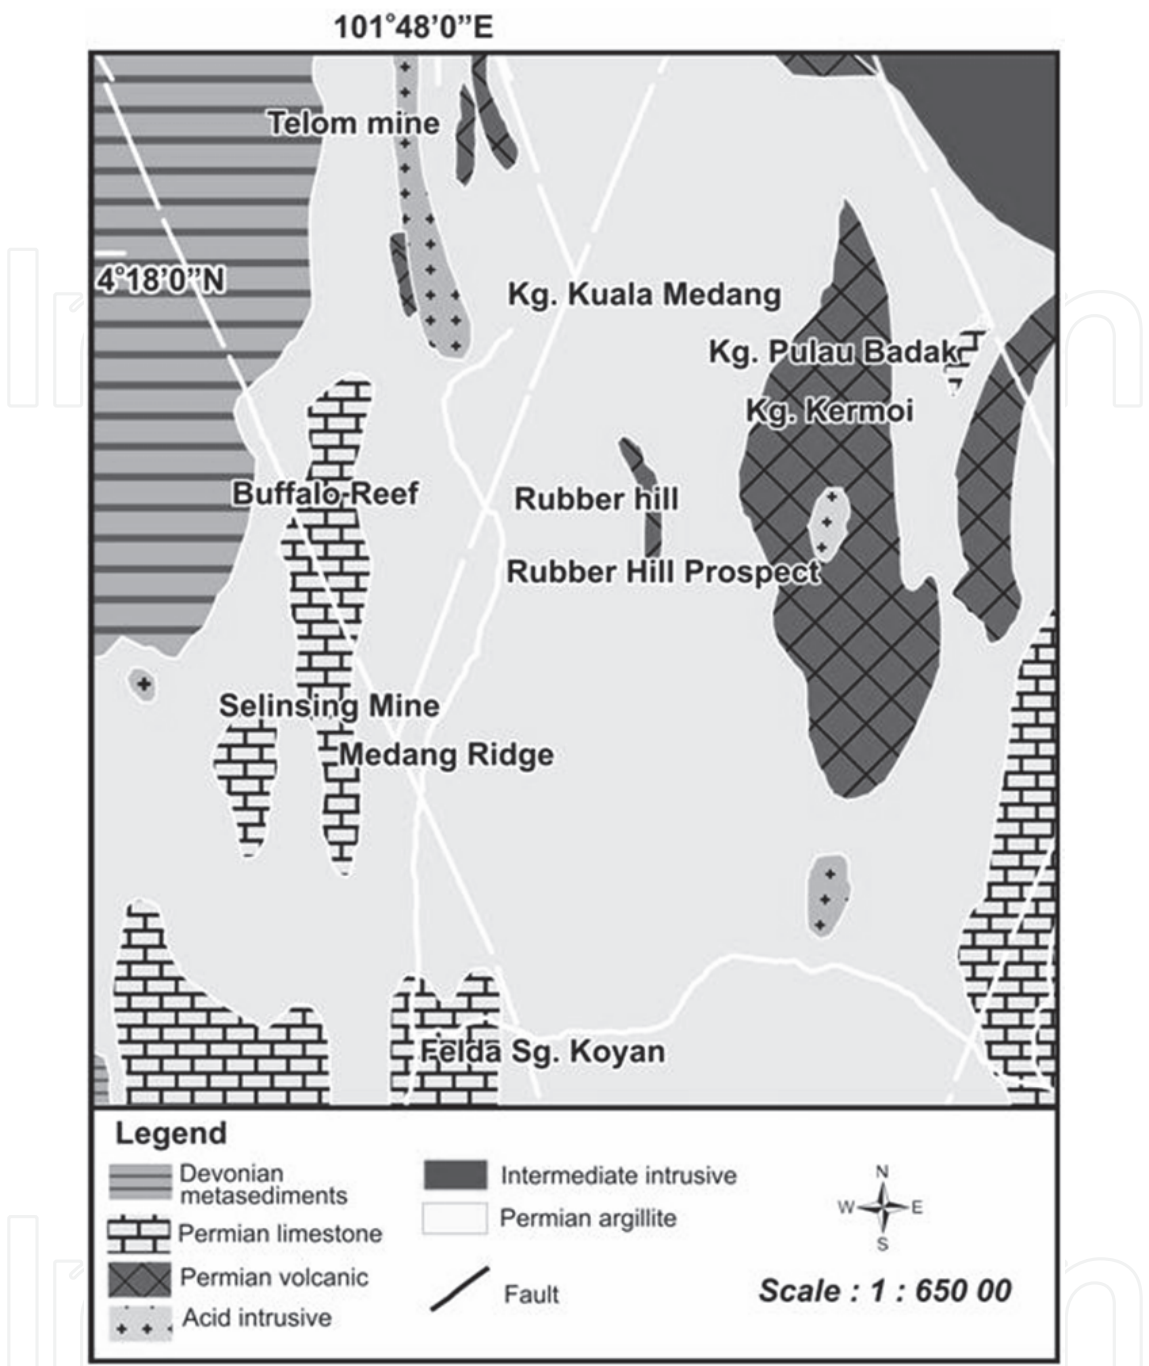 101°48'0”E
Telom mine
4°18'0”N
Kg. Kuala Medang
Kg. Pulau Badak
Kg. Kermoi
Buffalo Reef
Rubber hill
Rubber Hill Prospect
Selinsing Mine
Medang Ridge
Felda Sg. Koyan
Legend
Devonian
metasediments
Permian limestone
Permian volcanic
Acid intrusive
Intermediate intrusive
Permian argillite
Fault
N
W E
S
Scale : 1 : 650 00